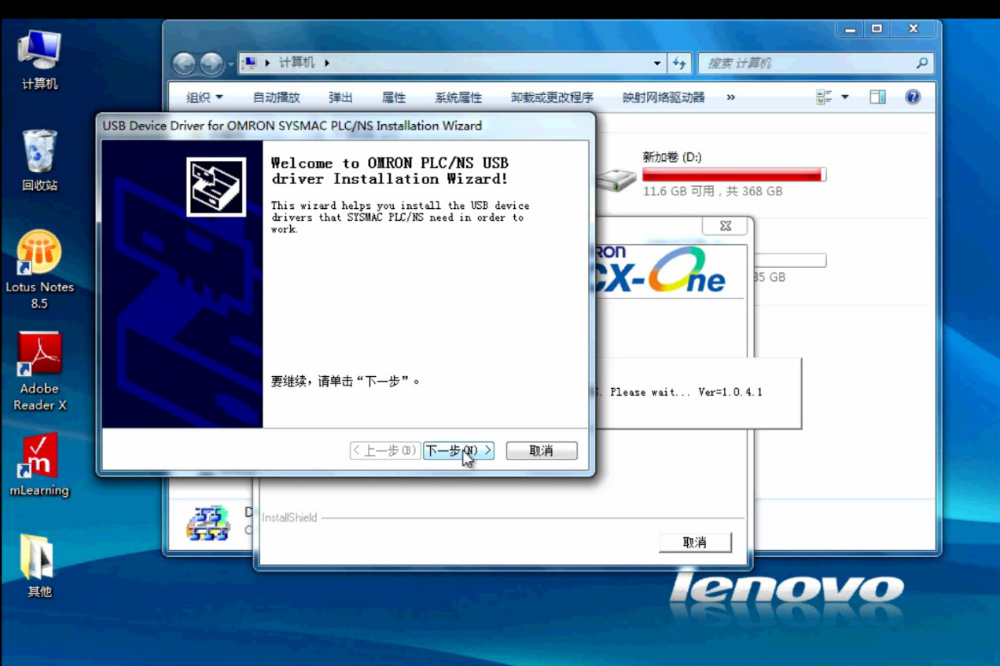 计算机
回收站
Lotus Notes
8.5
Adobe
Reader X
mLearning
其他
计算机
搜索 计算机
组织
自动播放
弹出
属性
系统属性
卸载或更改程序
映射网络驱动器
»
新加卷 (D:)
11.6 GB 可用，共 368 GB
35 GB
USB Device Driver for OMRON SYSMAC PLC/NS Installation Wizard
Welcome to OMRON PLC/NS USB
driver Installation Wizard!
This wizard helps you install the USB device
drivers that SYSMAC PLC/NS need in order to
work.
要继续，请单击“下一步”。
< 上一步(B)
下一步(N) >
取消
CX-One
Please wait... Ver=1.0.4.1
InstallShield
取消
lenovo